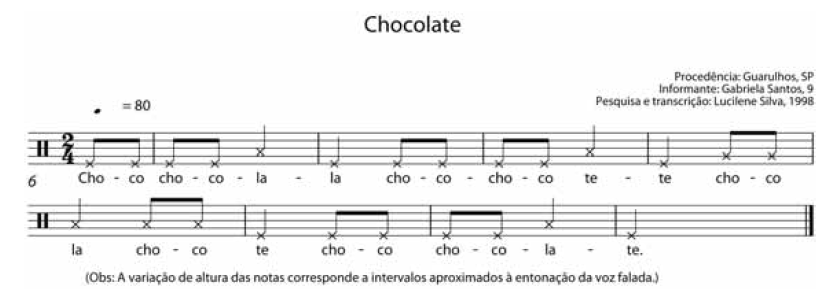 Chocolate
Procedência: Guarulhos, SP
Informante: Gabriela Santos, 9
Pesquisa e transcrição: Lucilene Silva, 1998
= 80
2
4
Cho - co cho - co - la - la cho - co - cho - co te - te cho - co
6
la cho - co te cho - co cho - co - la - te.
(Obs: A variação de altura das notas corresponde a intervalos aproximados à entonação da voz falada.)